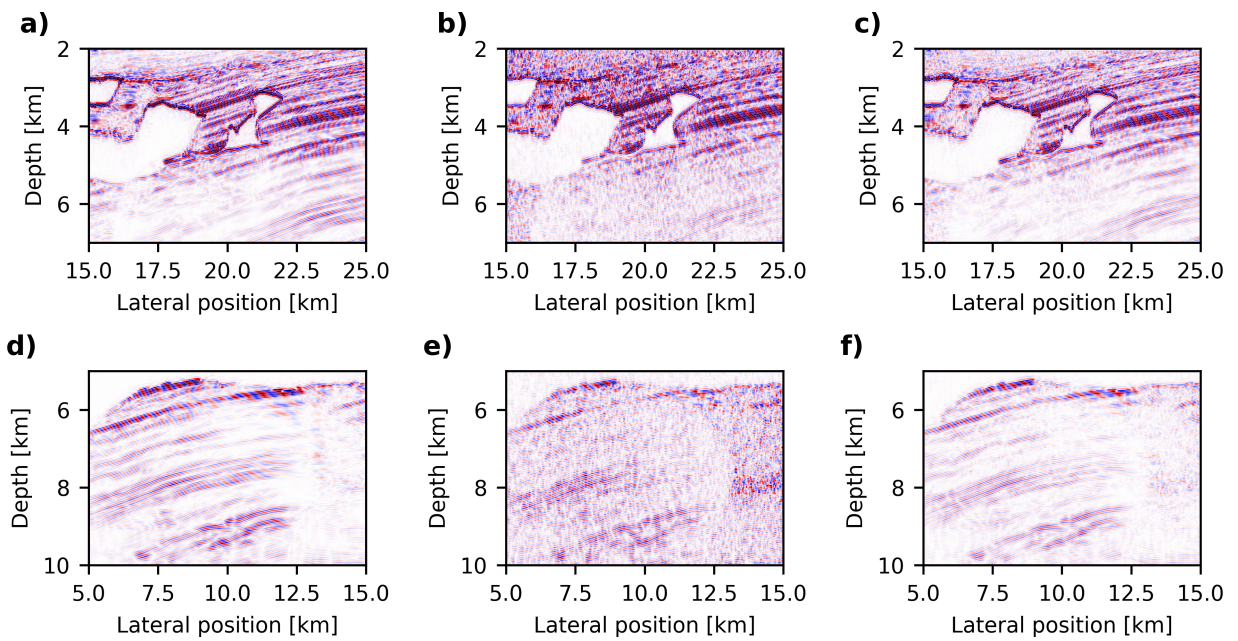 a) b) c)
2 2 2
4 4 4
6 6 6
Depth [km] Depth [km] Depth [km]
15.0 17.5 20.0 22.5 25.0 15.0 17.5 20.0 22.5 25.0 15.0 17.5 20.0 22.5 25.0
Lateral position [km] Lateral position [km] Lateral position [km]
d) e) f)
6 6 6
8 8 8
10 10 10
Depth [km] Depth [km] Depth [km]
5.0 7.5 10.0 12.5 15.0 5.0 7.5 10.0 12.5 15.0 5.0 7.5 10.0 12.5 15.0
Lateral position [km] Lateral position [km] Lateral position [km]